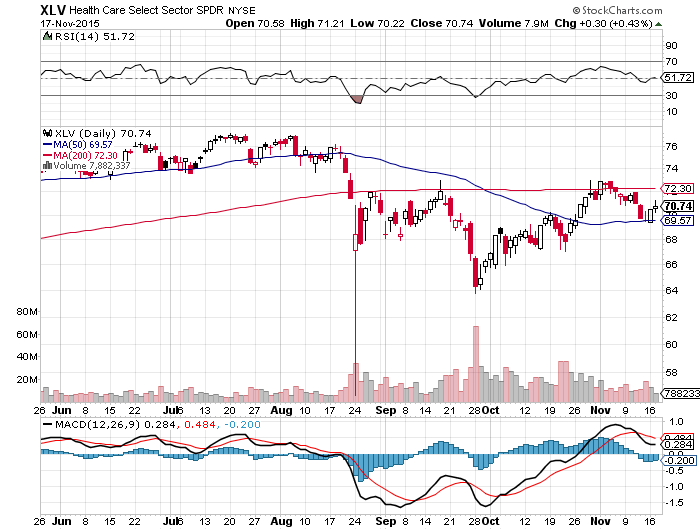 XLV Health Care Select Sector SPDR NYSE © StockCharts.com
17-Nov-2015 Open 70.58 High 71.21 Low 70.22 Close 70.74 Volume 7.9M Chg +0.30 (+0.43%)
RSI(14) 51.72
90
70
51.72
30
10
XLV (Daily) 70.74
MA(50) 69.57
MA(200) 72.30
Volume 7,882,337
76
74
72.30
70.74
70
69.57
68
66
64
62
60
58
80M
60M
40M
20M
788233
26 Jun 8 15 22 Jul6 13 20 27 Aug 10 17 24 Sep 8 14 21 28 Oct 12 19 26 Nov 9 16
MACD(12,26,9) 0.284, 0.484, -0.200
1.0
0.484
0.284
-0.200
-0.5
-1.0
-1.5
26 Jun 8 15 22 Jul6 13 20 27 Aug 10 17 24 Sep 8 14 21 28 Oct 12 19 26 Nov 9 16